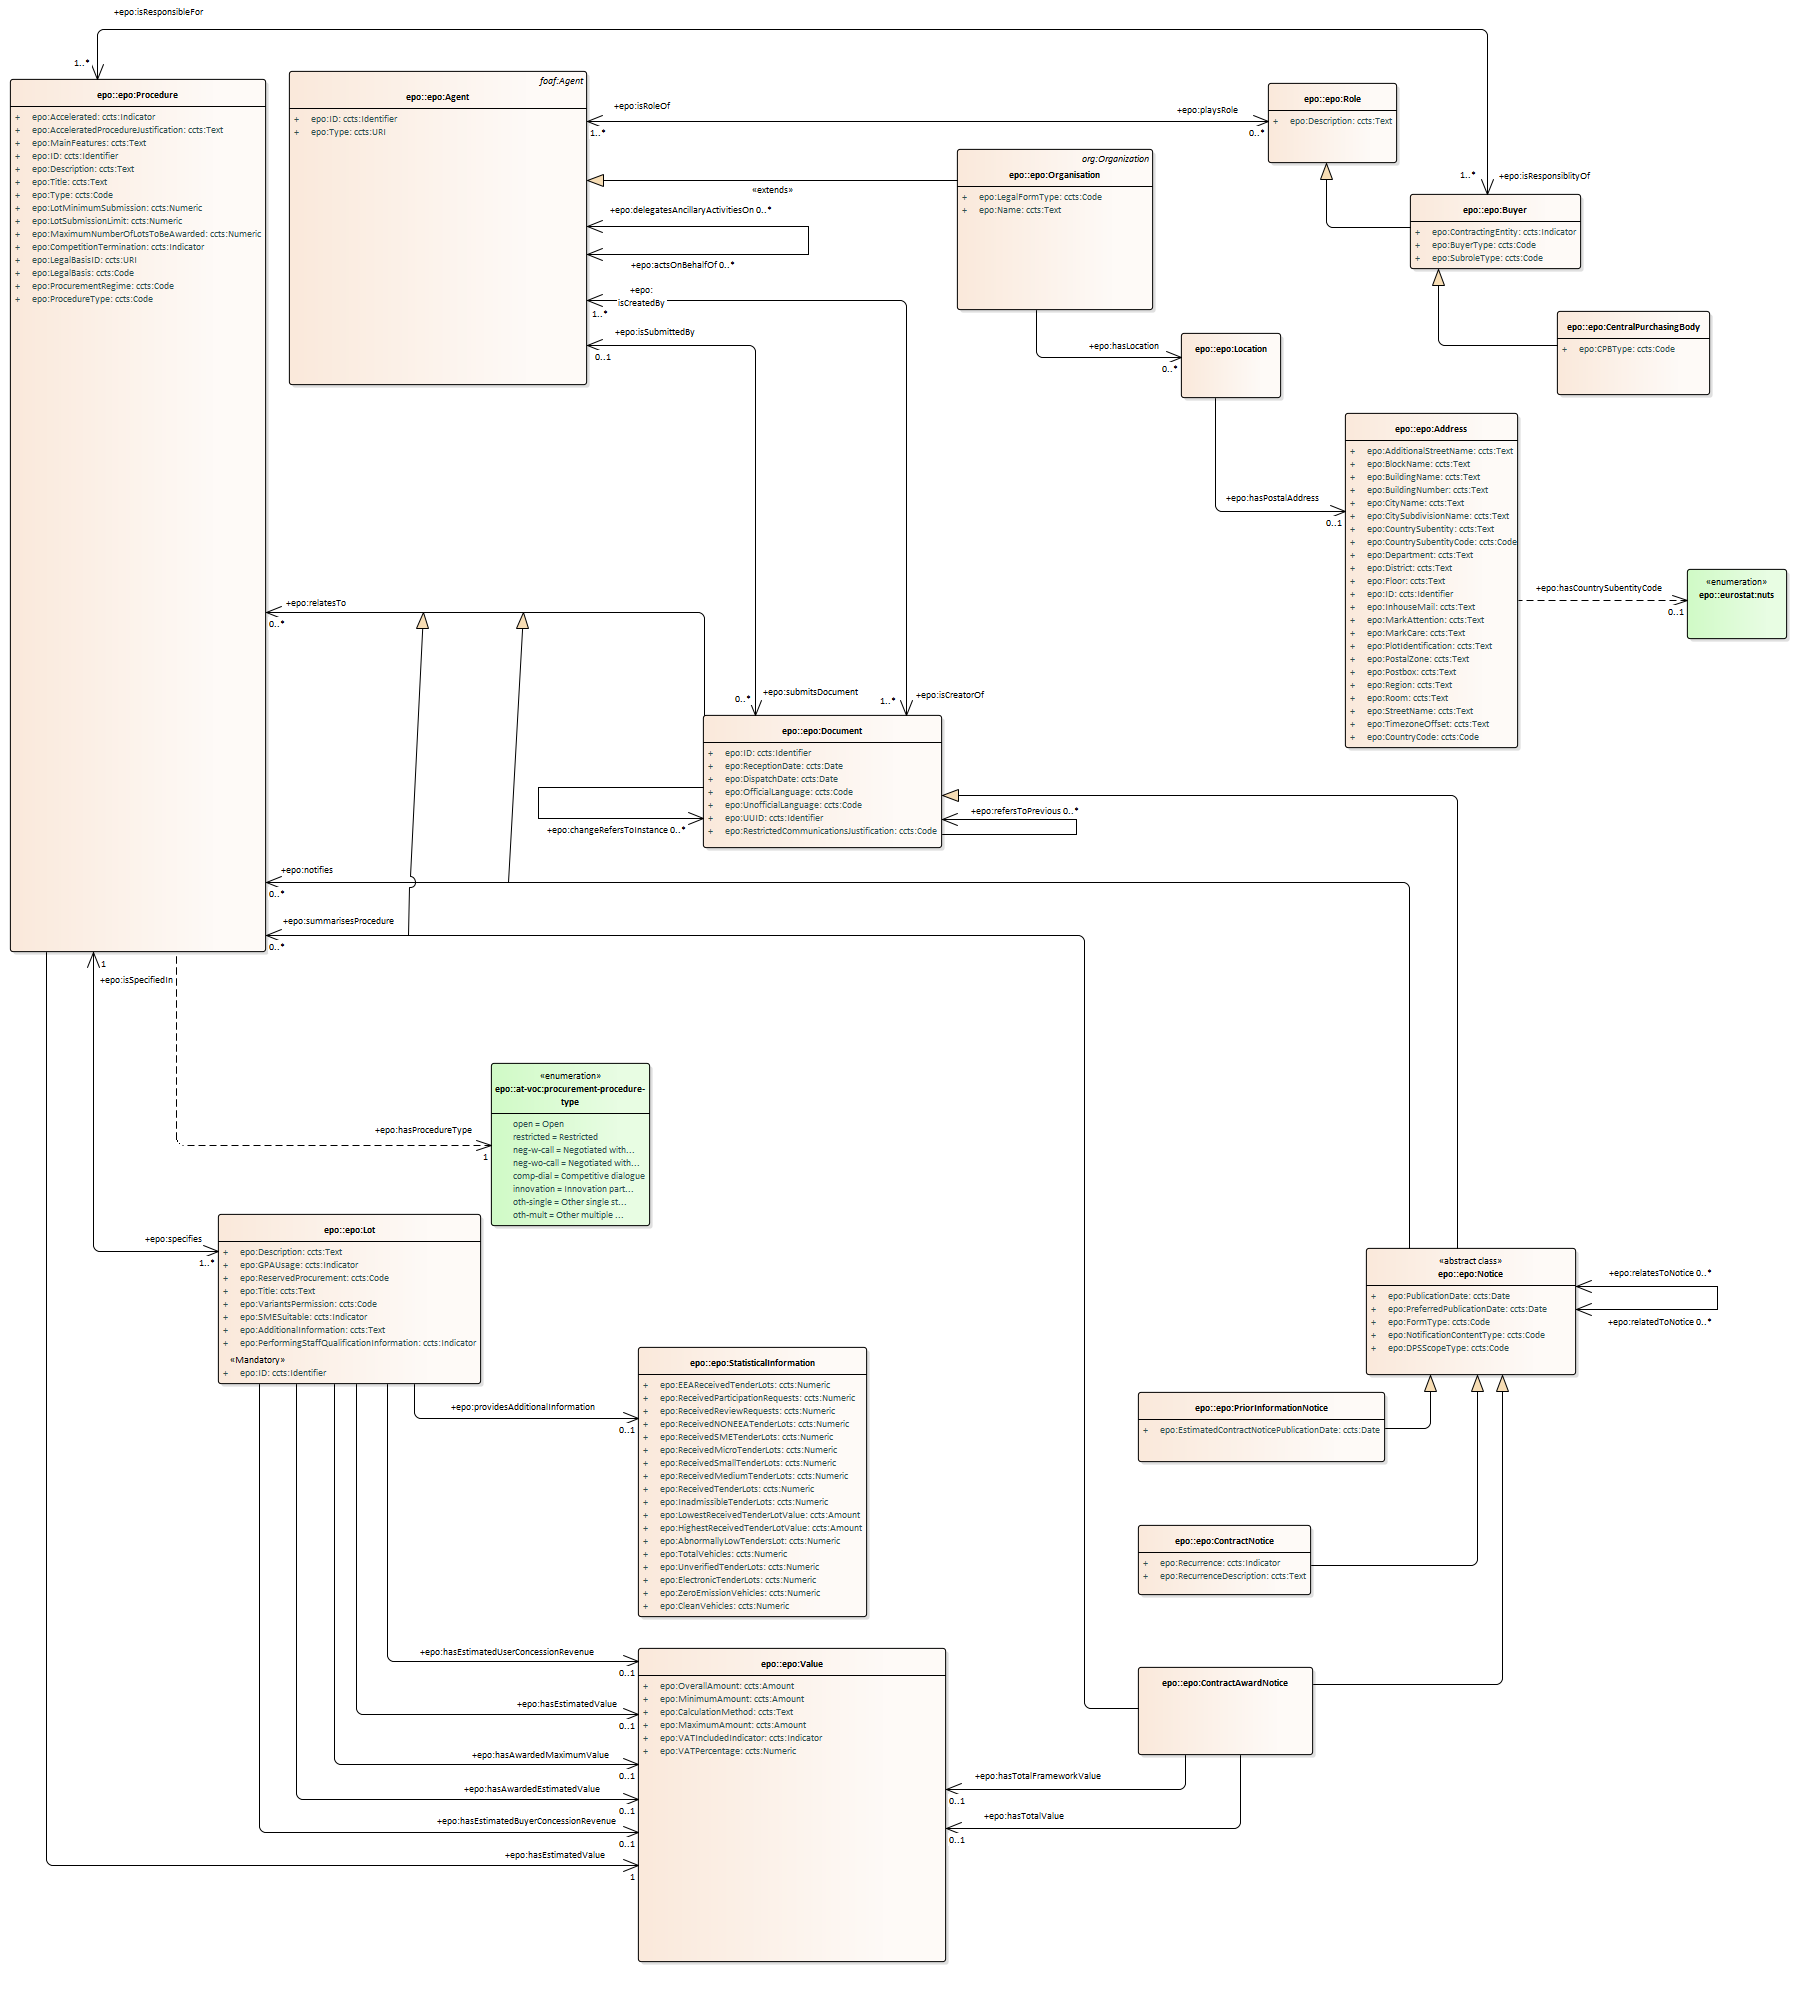 +epo:isResponsibleFor
1..*
epo::epo:Procedure
+ epo:Accelerated: ccts:Indicator
+ epo:AcceleratedProcedureJustification: ccts:Text
+ epo:MainFeatures: ccts:Text
+ epo:ID: ccts:Identifier
+ epo:Description: ccts:Text
+ epo:Title: ccts:Text
+ epo:Type: ccts:Code
+ epo:LotMinimumSubmission: ccts:Numeric
+ epo:LotSubmissionLimit: ccts:Numeric
+ epo:MaximumNumberOfLotsToBeAwarded: ccts:Numeric
+ epo:CompetitionTermination: ccts:Indicator
+ epo:LegalBasisID: ccts:URI
+ epo:LegalBasis: ccts:Code
+ epo:ProcurementRegime: ccts:Code
+ epo:ProcedureType: ccts:Code
foaf:Agent
epo::epo:Agent
+ epo:ID: ccts:Identifier
+ epo:Type: ccts:URI
+epo:isRoleOf
1..*
+epo:playsRole
0..*
epo::epo:Role
+ epo:Description: ccts:Text
org:Organization
epo::epo:Organisation
+ epo:LegalFormType: ccts:Code
+ epo:Name: ccts:Text
«extends»
+epo:delegatesAncillaryActivitiesOn 0..*
+epo:actsOnBehalfOf 0..*
+epo:
isCreatedBy
1..*
+epo:isSubmittedBy
0..1
1..*
+epo:isResponsiblityOf
epo::epo:Buyer
+ epo:ContractingEntity: ccts:Indicator
+ epo:BuyerType: ccts:Code
+ epo:SubroleType: ccts:Code
epo::epo:CentralPurchasingBody
+ epo:CPBType: ccts:Code
+epo:hasLocation
0..*
epo::epo:Location
+epo:hasPostalAddress
0..1
epo::epo:Address
+ epo:AdditionalStreetName: ccts:Text
+ epo:BlockName: ccts:Text
+ epo:BuildingName: ccts:Text
+ epo:BuildingNumber: ccts:Text
+ epo:CityName: ccts:Text
+ epo:CitySubdivisionName: ccts:Text
+ epo:CountrySubentity: ccts:Text
+ epo:CountrySubentityCode: ccts:Code
+ epo:Department: ccts:Text
+ epo:District: ccts:Text
+ epo:Floor: ccts:Text
+ epo:ID: ccts:Identifier
+ epo:InhouseMail: ccts:Text
+ epo:MarkAttention: ccts:Text
+ epo:MarkCare: ccts:Text
+ epo:PlotIdentification: ccts:Text
+ epo:PostalZone: ccts:Text
+ epo:Postbox: ccts:Text
+ epo:Region: ccts:Text
+ epo:Room: ccts:Text
+ epo:StreetName: ccts:Text
+ epo:TimezoneOffset: ccts:Text
+ epo:CountryCode: ccts:Code
+epo:hasCountrySubentityCode
0..1
«enumeration»
epo::eurostat:nuts
+epo:relatesTo
0..*
0..*
+epo:submitsDocument
1..*
+epo:isCreatorOf
epo::epo:Document
+ epo:ID: ccts:Identifier
+ epo:ReceptionDate: ccts:Date
+ epo:DispatchDate: ccts:Date
+ epo:OfficialLanguage: ccts:Code
+ epo:UnofficialLanguage: ccts:Code
+ epo:UUID: ccts:Identifier
+ epo:RestrictedCommunicationsJustification: ccts:Code
+epo:changeRefersToInstance 0..*
+epo:refersToPrevious 0..*
+epo:notifies
0..*
+epo:summarisesProcedure
0..*
1
+epo:isSpecifiedIn
+epo:hasProcedureType
1
«enumeration»
epo::at-voc:procurement-procedure-
type
open = Open
restricted = Restricted
neg-w-call = Negotiated with...
neg-wo-call = Negotiated with...
comp-dial = Competitive dialogue
innovation = Innovation part...
oth-single = Other single st...
oth-mult = Other multiple ...
+epo:specifies
1..*
epo::epo:Lot
+ epo:Description: ccts:Text
+ epo:GPAUsage: ccts:Indicator
+ epo:ReservedProcurement: ccts:Code
+ epo:Title: ccts:Text
+ epo:VariantsPermission: ccts:Code
+ epo:SMESuitable: ccts:Indicator
+ epo:AdditionalInformation: ccts:Text
+ epo:PerformingStaffQualificationInformation: ccts:Indicator
«Mandatory»
+ epo:ID: ccts:Identifier
«abstract class»
epo::epo:Notice
+ epo:PublicationDate: ccts:Date
+ epo:PreferredPublicationDate: ccts:Date
+ epo:FormType: ccts:Code
+ epo:NotificationContentType: ccts:Code
+ epo:DPSScopeType: ccts:Code
+epo:relatesToNotice 0..*
+epo:relatedToNotice 0..*
+epo:providesAdditionalInformation
0..1
epo::epo:StatisticalInformation
+ epo:EEAReceivedTenderLots: ccts:Numeric
+ epo:ReceivedParticipationRequests: ccts:Numeric
+ epo:ReceivedReviewRequests: ccts:Numeric
+ epo:ReceivedNONEEATenderLots: ccts:Numeric
+ epo:ReceivedSMETenderLots: ccts:Numeric
+ epo:ReceivedMicroTenderLots: ccts:Numeric
+ epo:ReceivedSmallTenderLots: ccts:Numeric
+ epo:ReceivedMediumTenderLots: ccts:Numeric
+ epo:ReceivedTenderLots: ccts:Numeric
+ epo:InadmissibleTenderLots: ccts:Numeric
+ epo:LowestReceivedTenderLotValue: ccts:Amount
+ epo:HighestReceivedTenderLotValue: ccts:Amount
+ epo:AbnormallyLowTendersLot: ccts:Numeric
+ epo:TotalVehicles: ccts:Numeric
+ epo:UnverifiedTenderLots: ccts:Numeric
+ epo:ElectronicTenderLots: ccts:Numeric
+ epo:ZeroEmissionVehicles: ccts:Numeric
+ epo:CleanVehicles: ccts:Numeric
epo::epo:PriorInformationNotice
+ epo:EstimatedContractNoticePublicationDate: ccts:Date
epo::epo:ContractNotice
+ epo:Recurrence: ccts:Indicator
+ epo:RecurrenceDescription: ccts:Text
epo::epo:ContractAwardNotice
+epo:hasEstimatedUserConcessionRevenue
0..1
+epo:hasEstimatedValue
0..1
+epo:hasAwardedMaximumValue
0..1
+epo:hasAwardedEstimatedValue
0..1
+epo:hasEstimatedBuyerConcessionRevenue
0..1
+epo:hasEstimatedValue
1
epo::epo:Value
+ epo:OverallAmount: ccts:Amount
+ epo:MinimumAmount: ccts:Amount
+ epo:CalculationMethod: ccts:Text
+ epo:MaximumAmount: ccts:Amount
+ epo:VATIncludedIndicator: ccts:Indicator
+ epo:VATPercentage: ccts:Numeric
+epo:hasTotalFrameworkValue
0..1
+epo:hasTotalValue
0..1